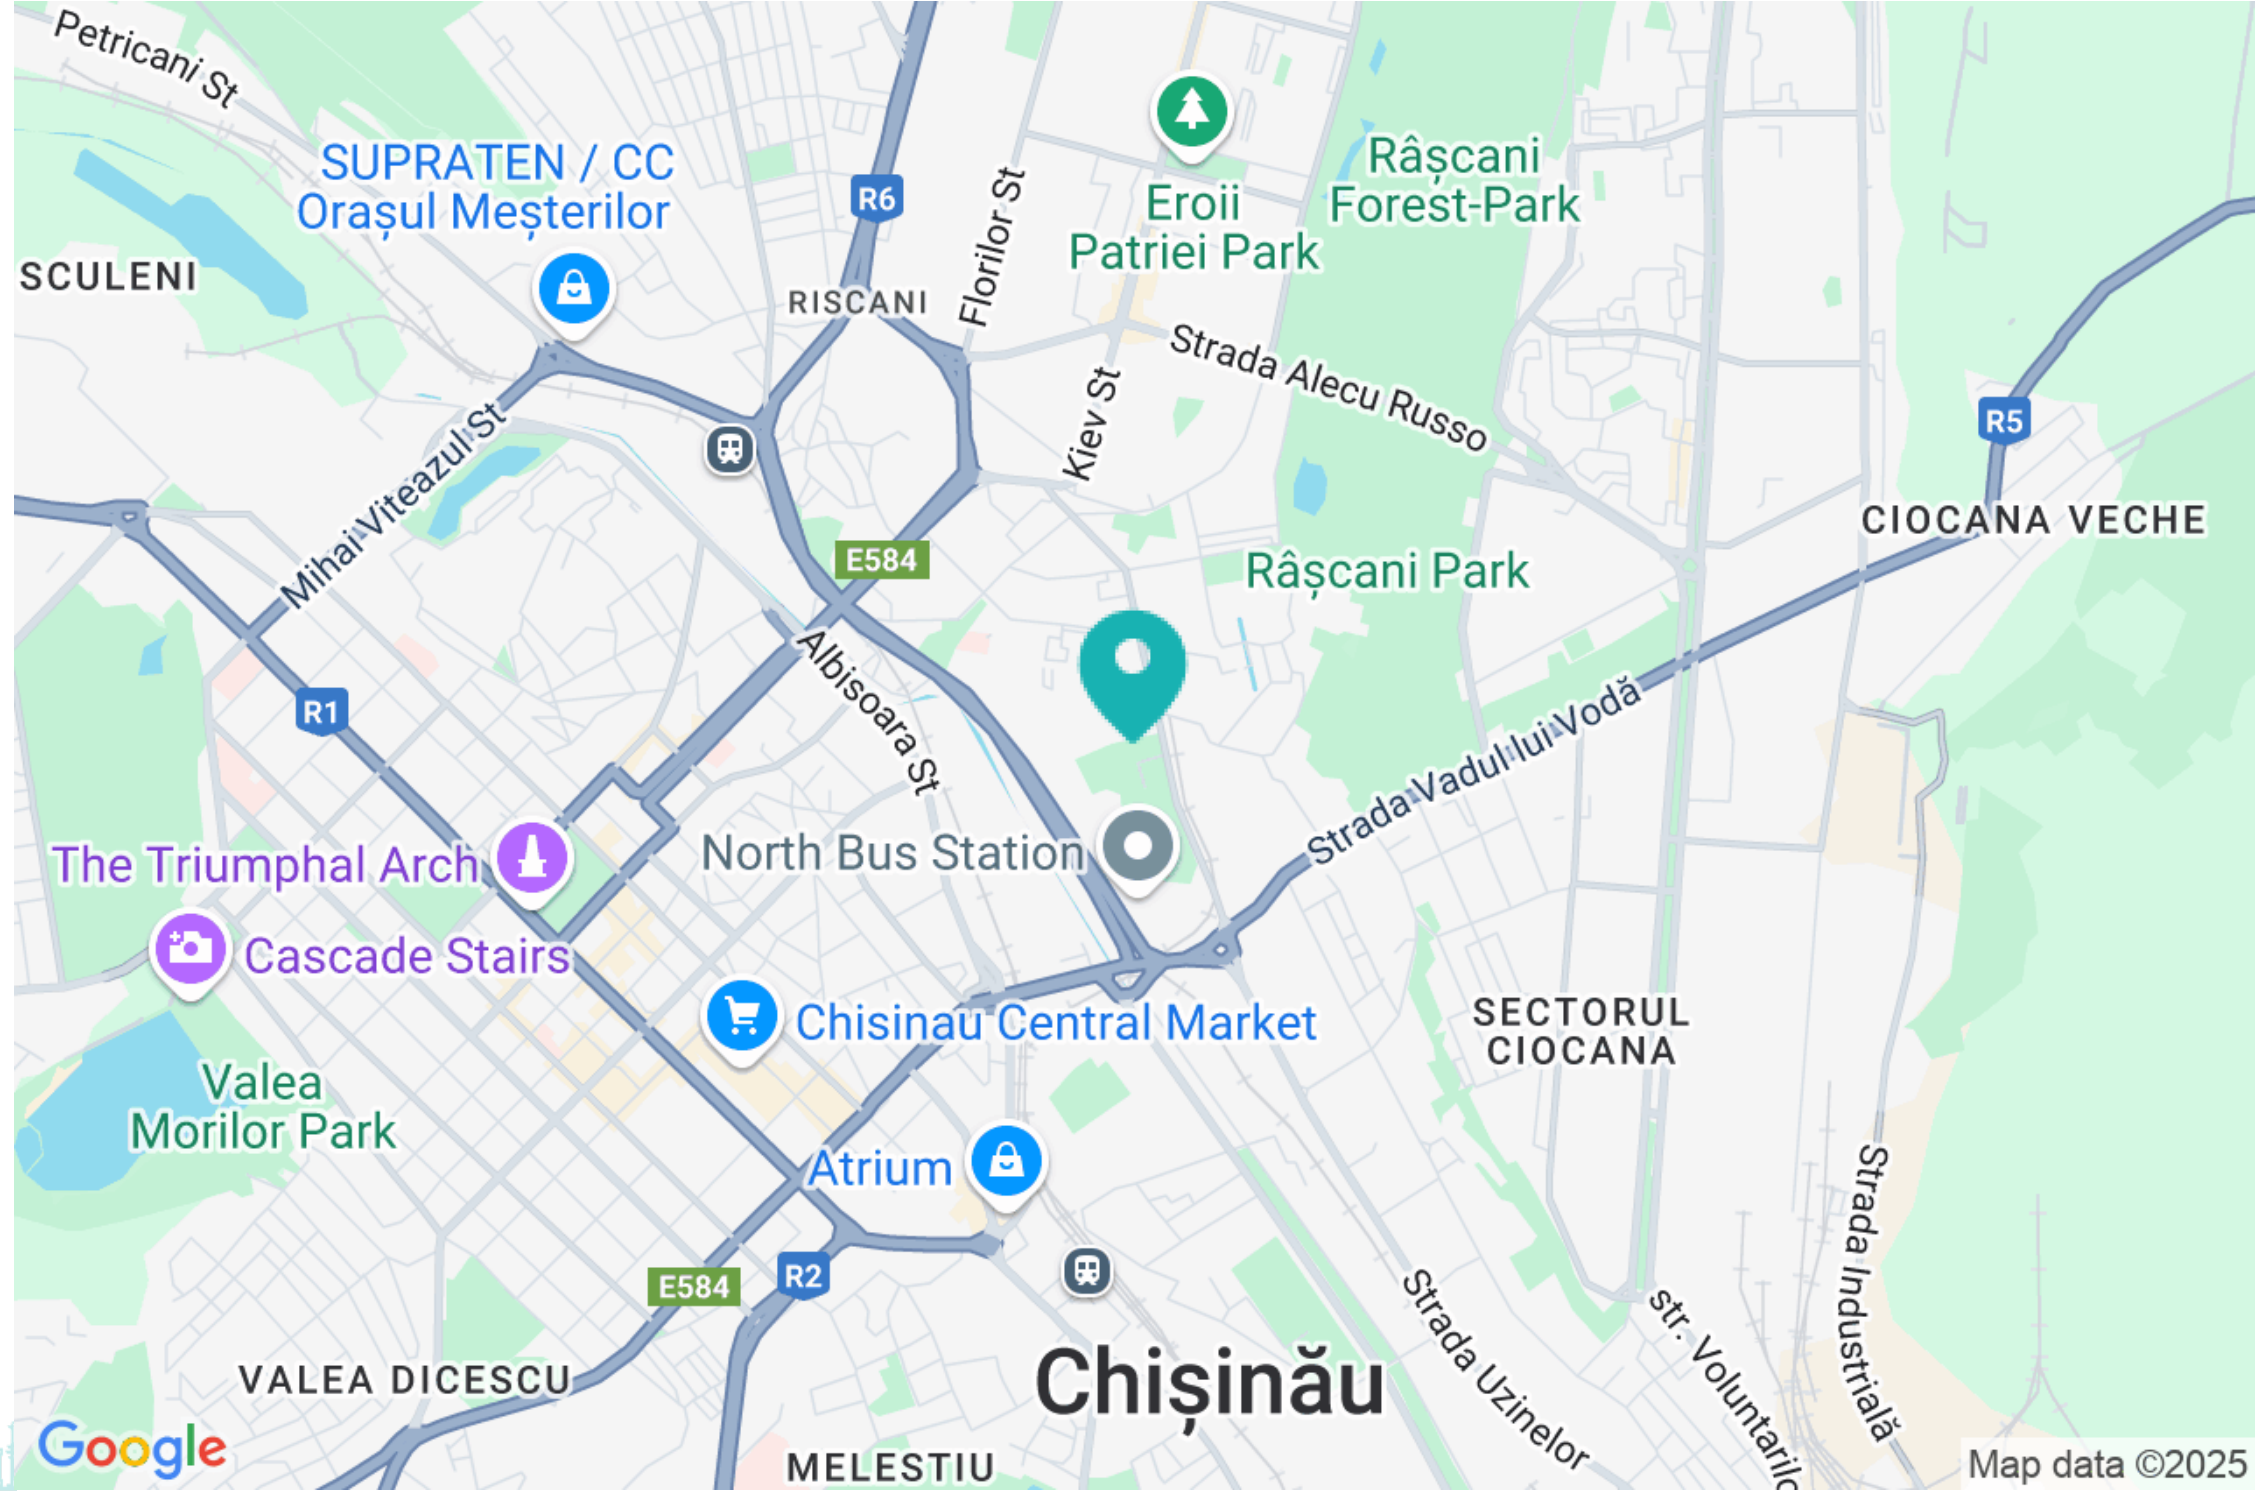 Petricani St
SUPRATEN / CC
Orașul Meșterilor
R6
Florilor St
Eroii
Patriei Park
Râșcani
Forest-Park
SCULENI
RISCANI
Strada Alecu Russo
Kiev St
R5
Mihai Viteazul St
CIOCANA VECHE
E584
Râșcani Park
Albisoara St
R1
Strada Vadul lui Vodă
The Triumphal Arch
North Bus Station
Cascade Stairs
Chisinau Central Market
SECTORUL
CIOCANA
Valea
Morilor Park
Atrium
Strada Industrială
E584
R2
Strada Uzinelor
str. Voluntarilo
VALEA DICESCU
Chișinău
Google
MELESTIU
Map data ©2025